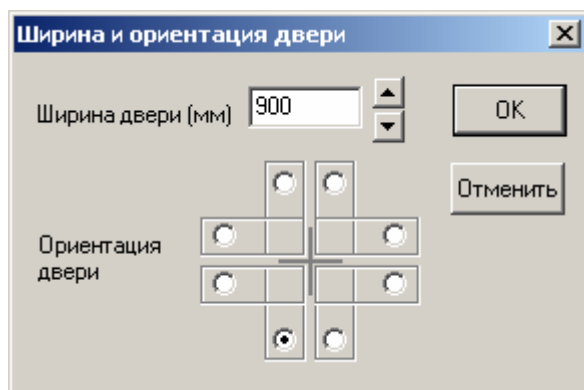 Ширина и ориентация двери
Ширина двери (мм) 900
OK
Отменить
Ориентация
двери